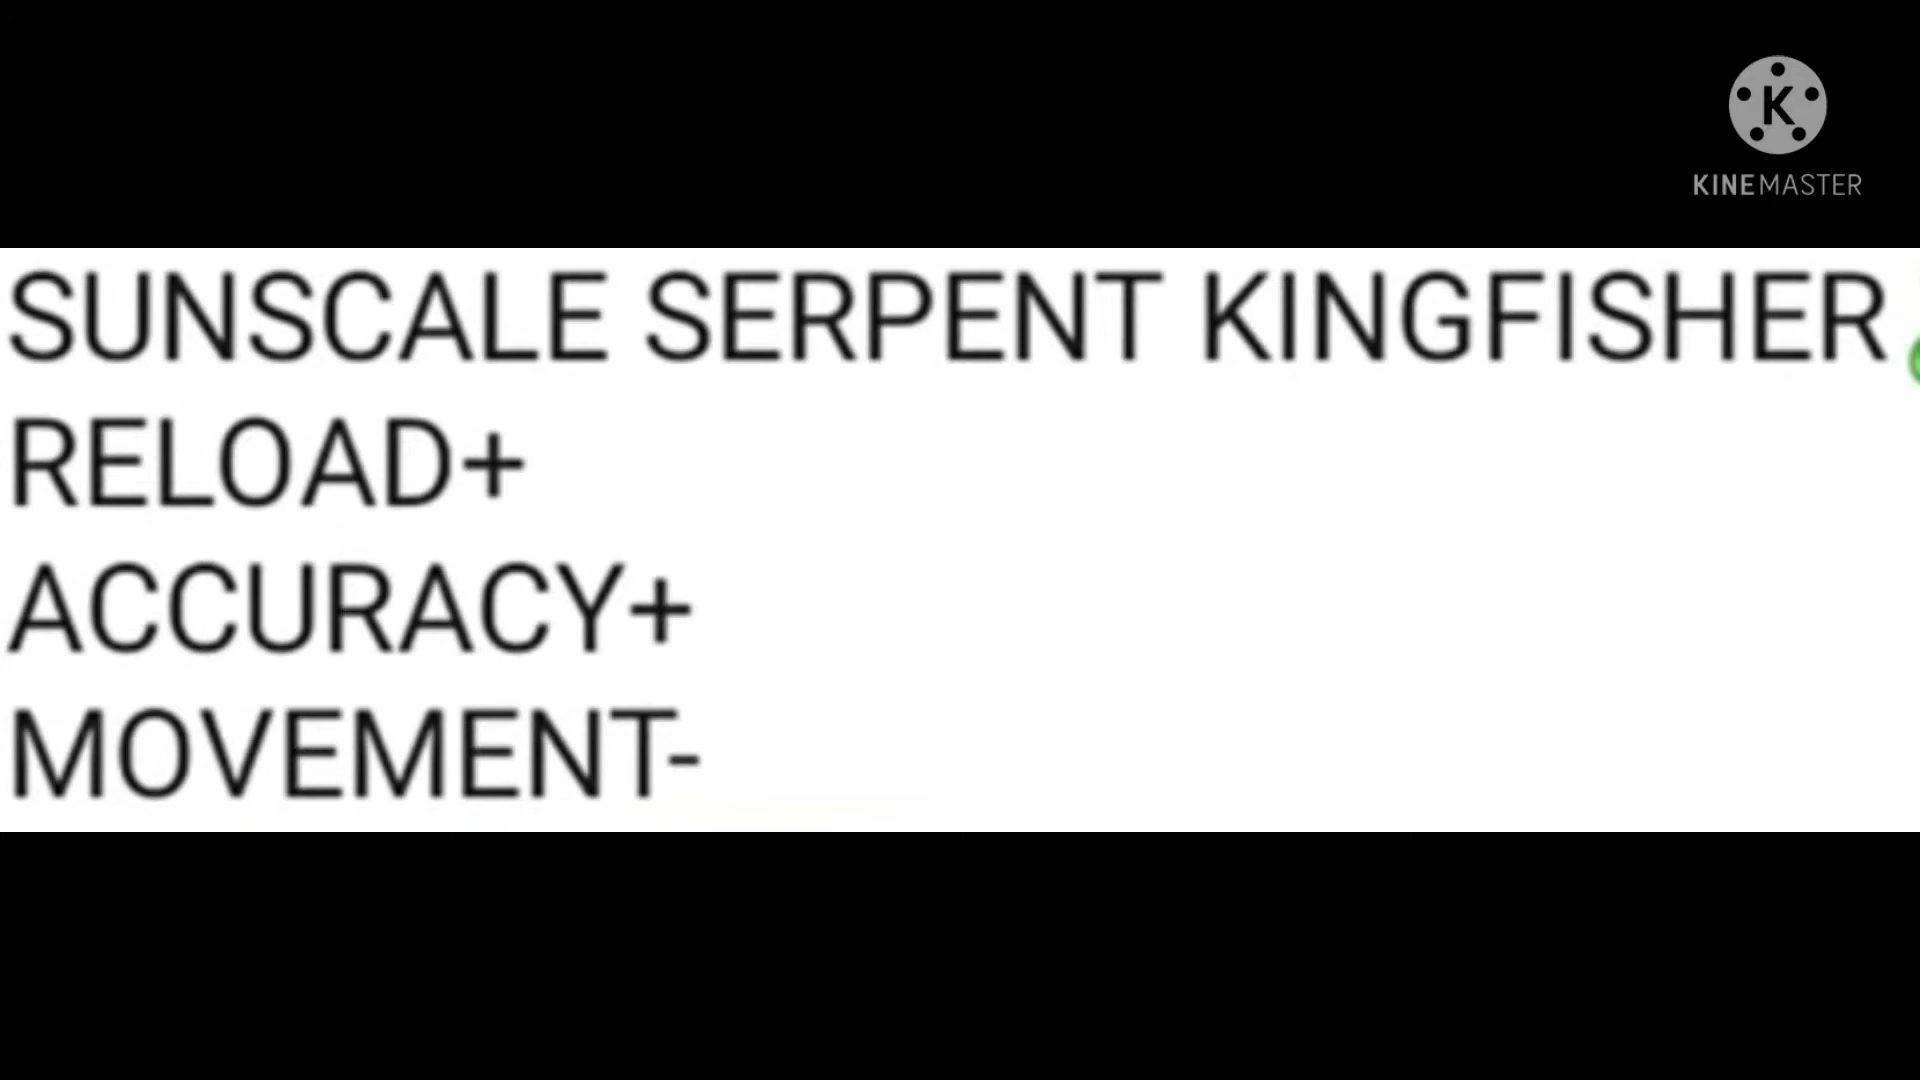 K
KINEMASTER
SUNSCALE SERPENT KINGFISHER
RELOAD+
ACCURACY+
MOVEMENT-